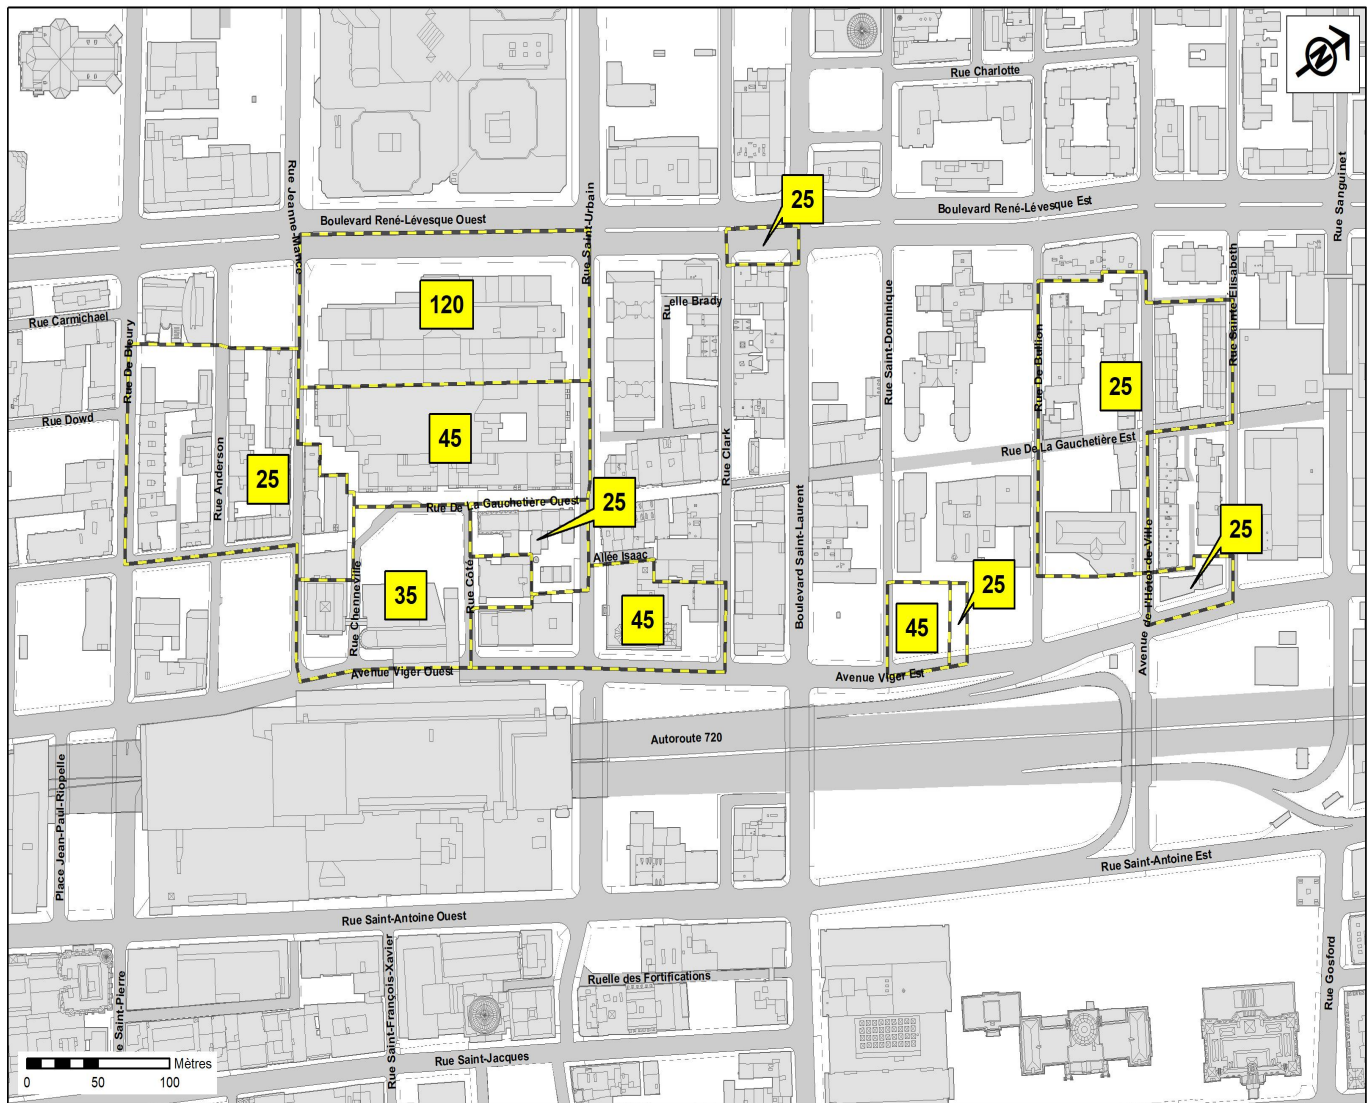 N
Rue Charlotte
Rue Sanguinet
Rue Jeanne-Mance
Rue Saint-Urbain
Boulevard René-Lévesque Ouest
25
Boulevard René-Lévesque Est
Rue Sainte-Élisabeth
Rue Saint-Dominique
120
Ruelle Brady
Rue Carmichael
Rue De Bleury
Rue De Bullion
25
Rue Dowd
45
Rue Anderson
25
Rue Clark
Rue De La Gauchetière Est
Rue De La Gauchetière Ouest
25
Boulevard Saint-Laurent
25
Allée Isaac
Rue Chenneville
35
Rue Côté
45
45
25
Avenue de l'Hôtel-de-Ville
Avenue Viger Ouest
Avenue Viger Est
Autoroute 720
Place Jean-Paul-Riopelle
Rue Saint-Antoine Est
Rue Saint-Antoine Ouest
Rue Saint-François-Xavier
Ruelle des Fortifications
Rue Gosford
e Saint-Pierre
Rue Saint-Jacques
Mètres
0 50 100